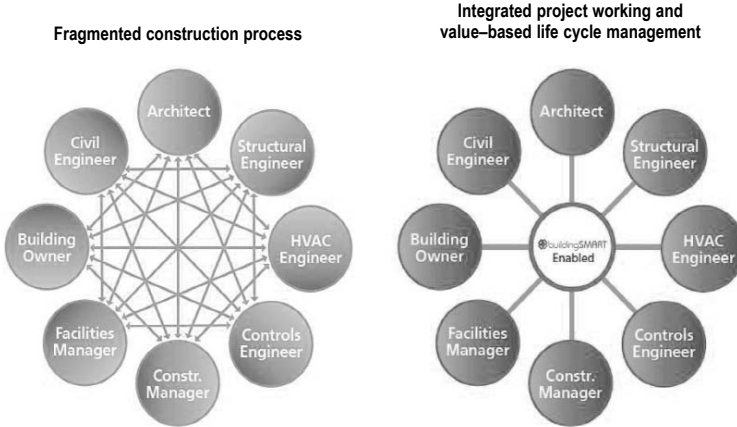 Fragmented construction process
Architect
Civil
Engineer
Structural
Engineer
Building
Owner
HVAC
Engineer
Facilities
Manager
Controls
Engineer
Constr.
Manager
Integrated project working and
value–based life cycle management
Architect
Civil
Engineer
Structural
Engineer
Building
Owner
buildingSMART
Enabled
HVAC
Engineer
Facilities
Manager
Controls
Engineer
Constr.
Manager